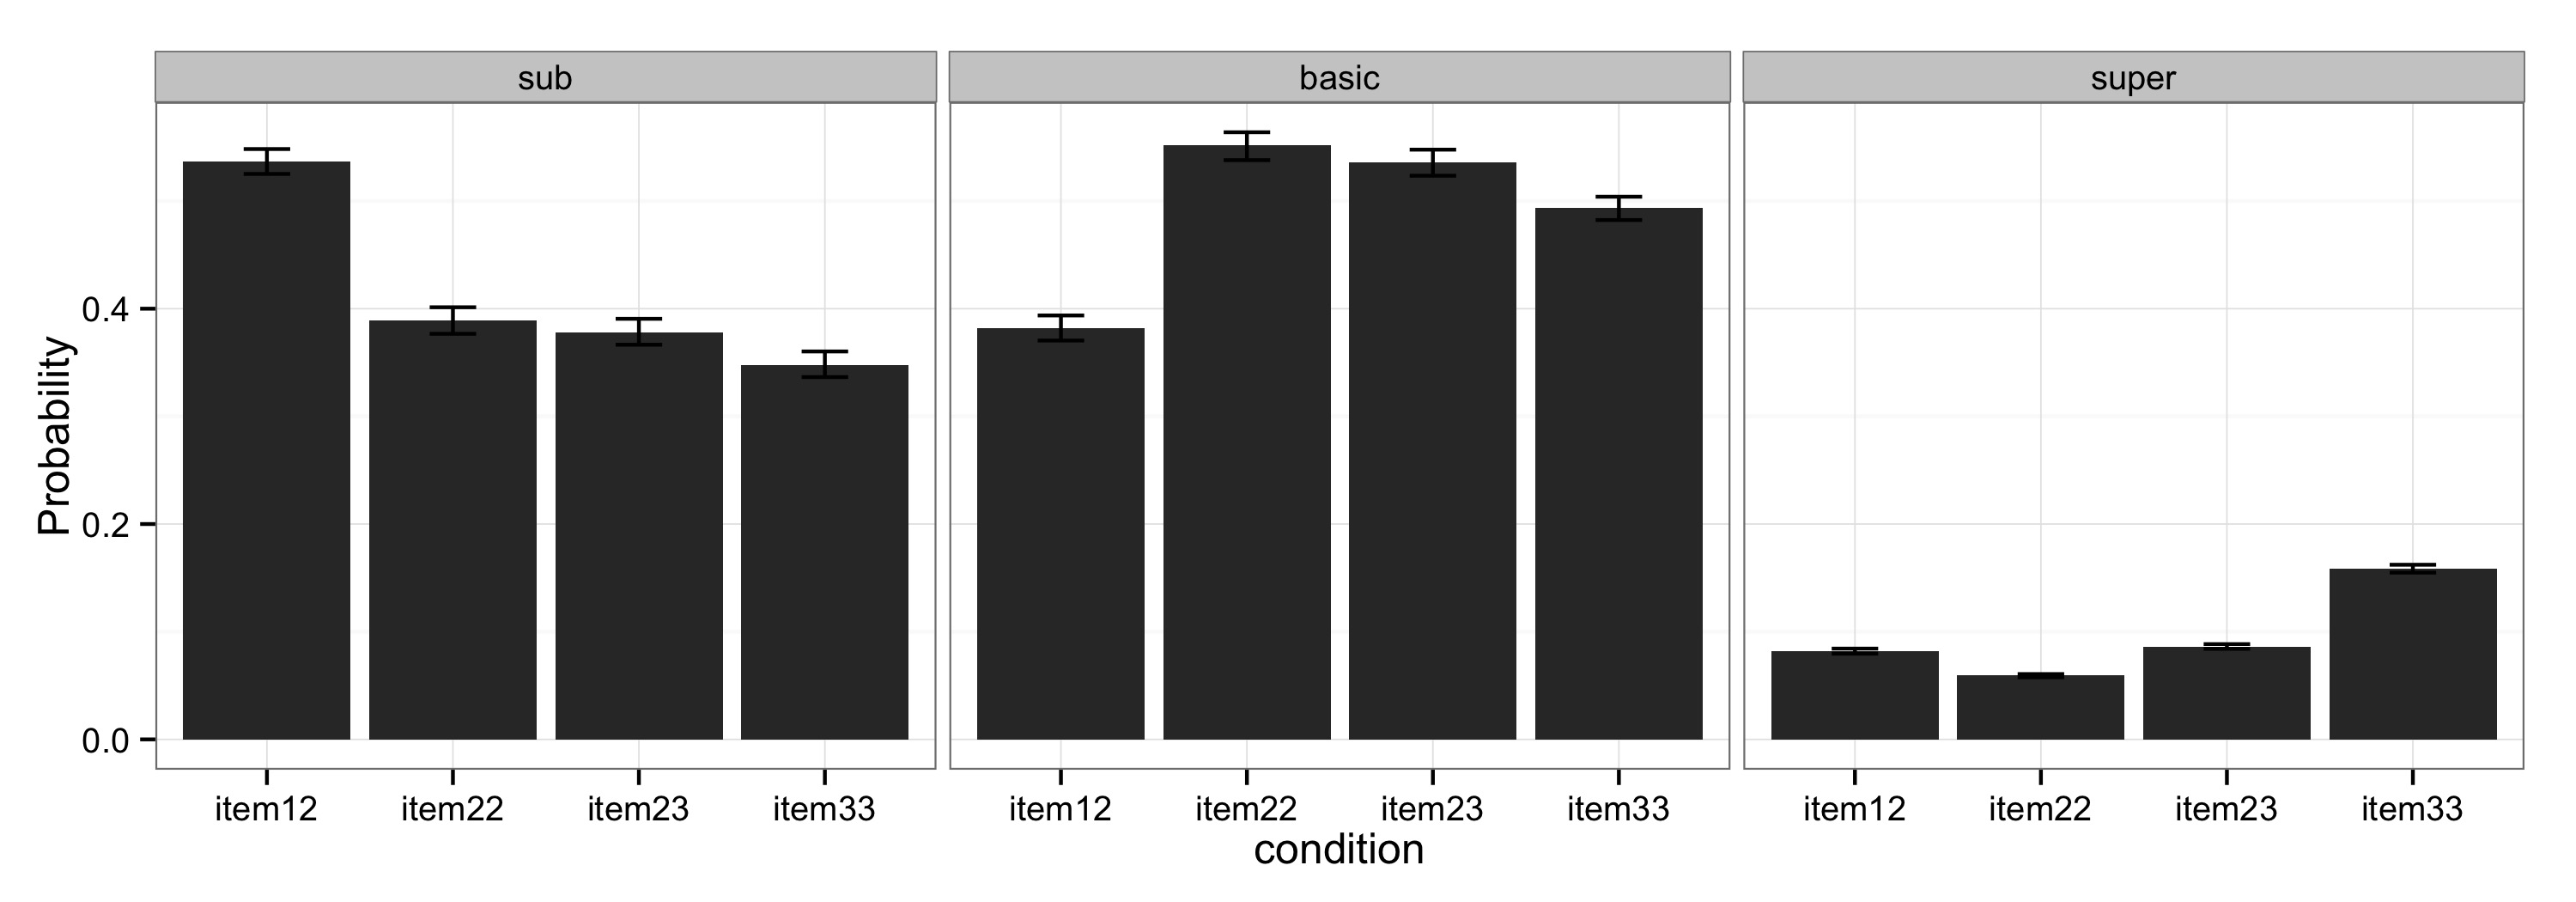 sub basic super
Probability
0.4
0.2
0.0
item12 item22 item23 item33 item12 item22 item23 item33 item12 item22 item23 item33
condition